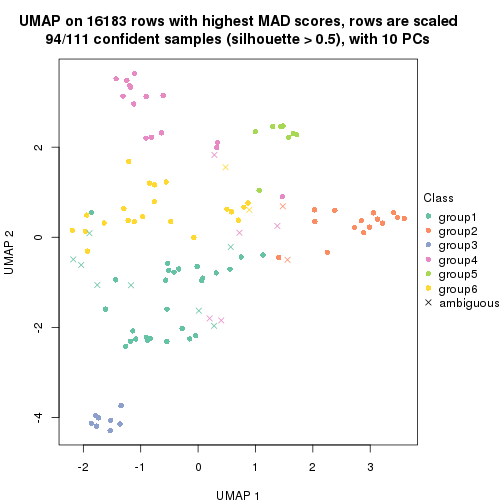 UMAP on 16183 rows with highest MAD scores, rows are scaled
94/111 confident samples (silhouette > 0.5), with 10 PCs
Class
group1
group2
group3
group4
group5
group6
ambiguous
UMAP 2
2
0
-2
-4
-2
-1
0
1
2
3
UMAP 1